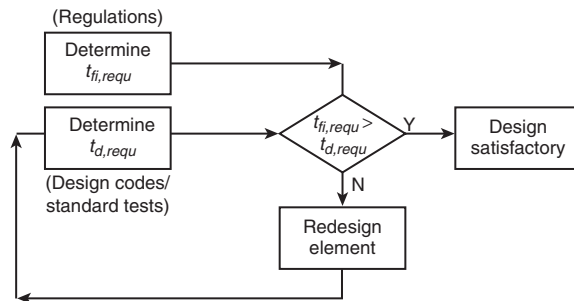 (Regulations)
Determine
t_fi,requ
Determine
t_d,requ
(Design codes/
standard tests)
t_fi,requ >
t_d,requ
Y
N
Design
satisfactory
Redesign
element